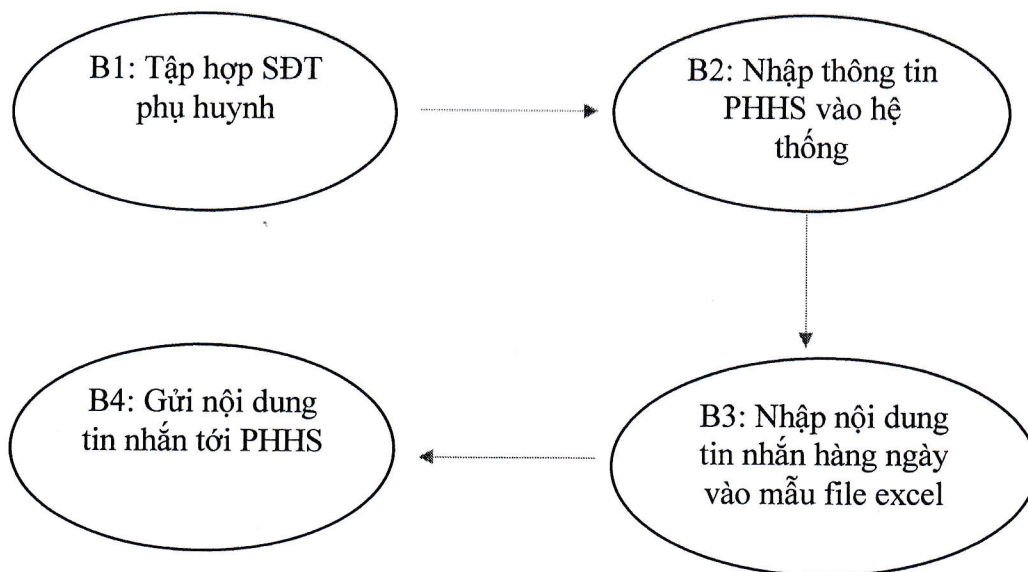 B1: Tập hợp SĐT
phụ huynh
B2: Nhập thông tin
PHHS vào hệ
thống
B3: Nhập nội dung
tin nhắn hàng ngày
vào mẫu file excel
B4: Gửi nội dung
tin nhắn tới PHHS